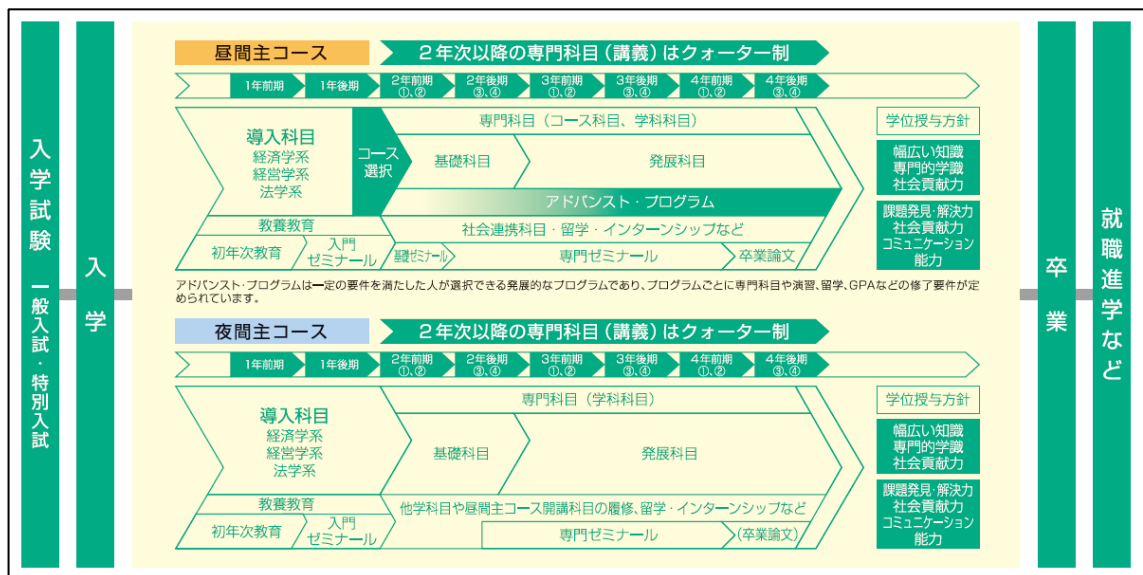 入学試験 一般入試・特別入試
入学
昼間主コース
2年次以降の専門科目(講義)はクォーター制
1年前期
1年後期
2年前期
①、②
2年後期
③、④
3年前期
①、②
3年後期
③、④
4年前期
①、②
4年後期
③、④
導入科目
経済学系
経営学系
法学系
コース
選択
専門科目(コース科目、学科科目)
基礎科目
発展科目
アドバンスト・プログラム
教養教育
社会連携科目・留学・インターンシップなど
初年次教育
入門
ゼミナール
基礎ゼミナール
専門ゼミナール
卒業論文
学位授与方針
幅広い知識
専門的学識
社会貢献力
課題発見・解決力
社会貢献力
コミュニケーション
能力
アドバンスト・プログラムは一定の要件を満たした人が選択できる発展的なプログラムであり、プログラムごとに専門科目や演習、留学、GPAなどの修了要件が定
められています。
夜間主コース
2年次以降の専門科目(講義)はクォーター制
1年前期
1年後期
2年前期
①、②
2年後期
③、④
3年前期
①、②
3年後期
③、④
4年前期
①、②
4年後期
③、④
導入科目
経済学系
経営学系
法学系
専門科目(学科科目)
基礎科目
発展科目
教養教育
他学科目や昼間主コース開講科目の履修、留学・インターンシップなど
初年次教育
入門
ゼミナール
専門ゼミナール
(卒業論文)
学位授与方針
幅広い知識
専門的学識
社会貢献力
課題発見・解決力
社会貢献力
コミュニケーション
能力
卒業
就職進学など